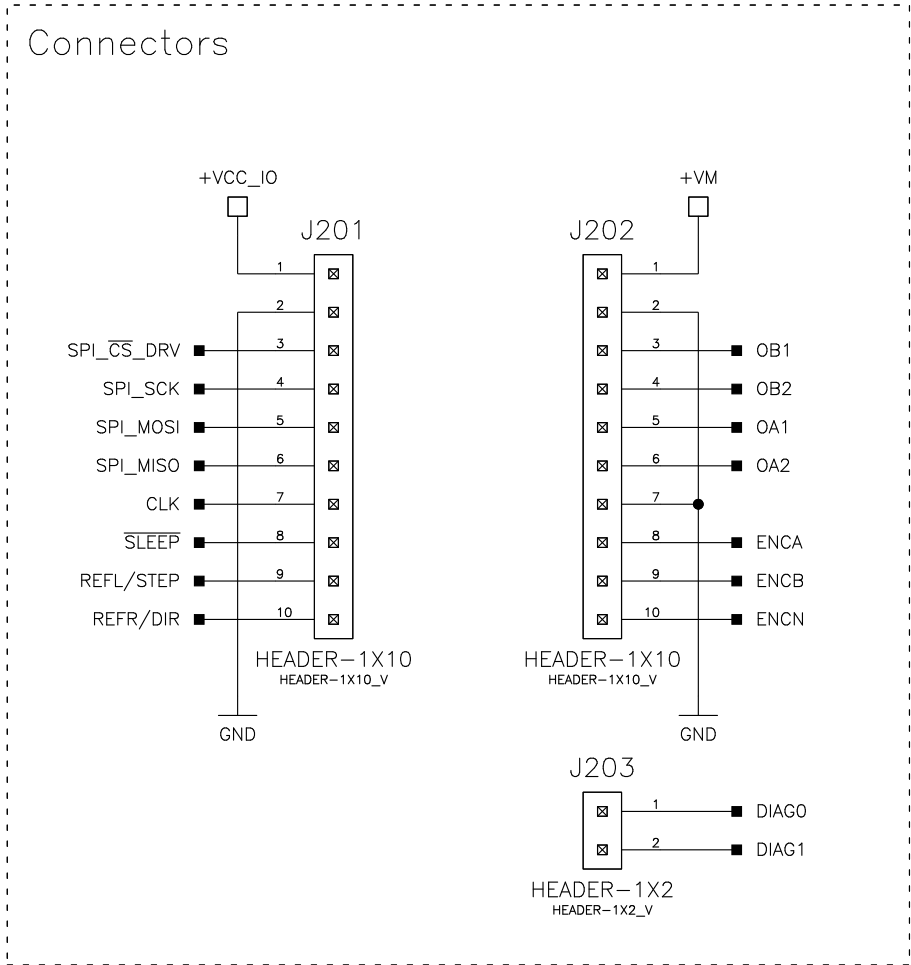 Connectors
+VCC_IO
J201
1
2
SPI_C̅S̅_DRV 3
SPI_SCK 4
SPI_MOSI 5
SPI_MISO 6
CLK 7
S̅L̅E̅E̅P̅ 8
REFL/STEP 9
REFR/DIR 10
HEADER-1X10
HEADER-1X10_V
GND
+VM
J202
1
2
3 OB1
4 OB2
5 OA1
6 OA2
7
8 ENCA
9 ENCB
10 ENCN
HEADER-1X10
HEADER-1X10_V
GND
J203
1 DIAG0
2 DIAG1
HEADER-1X2
HEADER-1X2_V